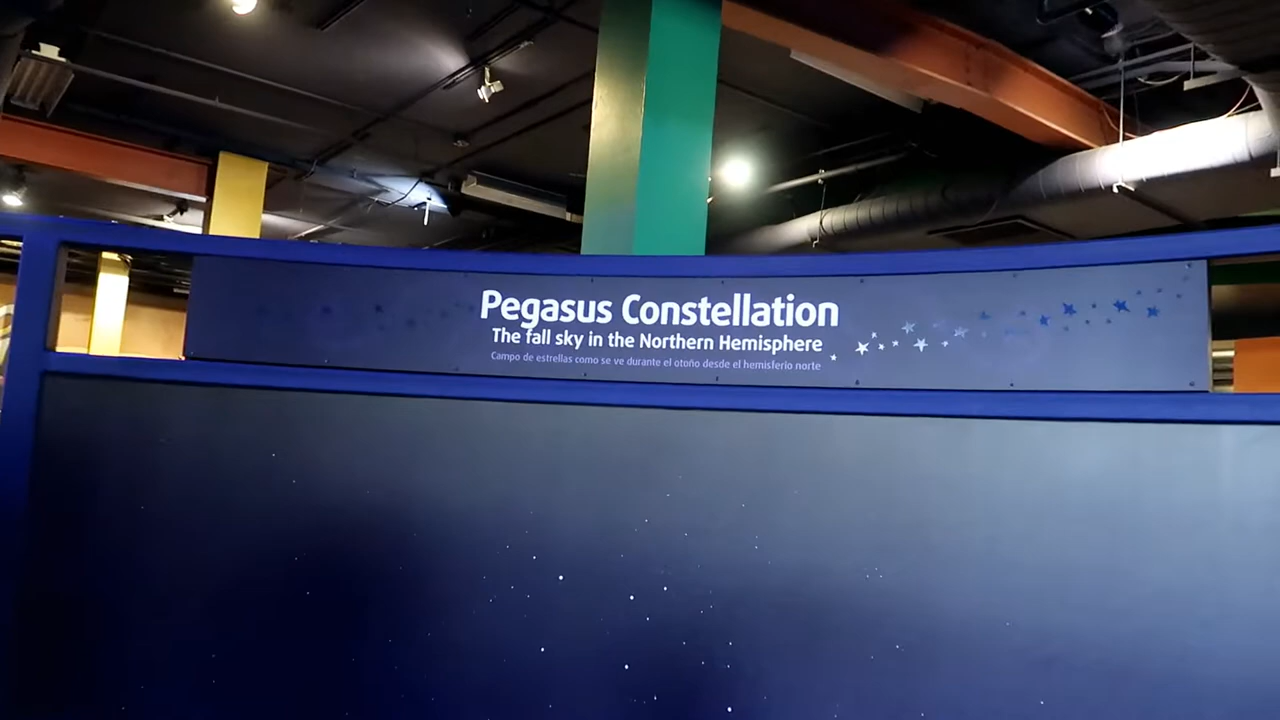 Pegasus Constellation
The fall sky in the Northern Hemisphere
Campo de estrellas como se ve durante el otoño desde el hemisferio norte